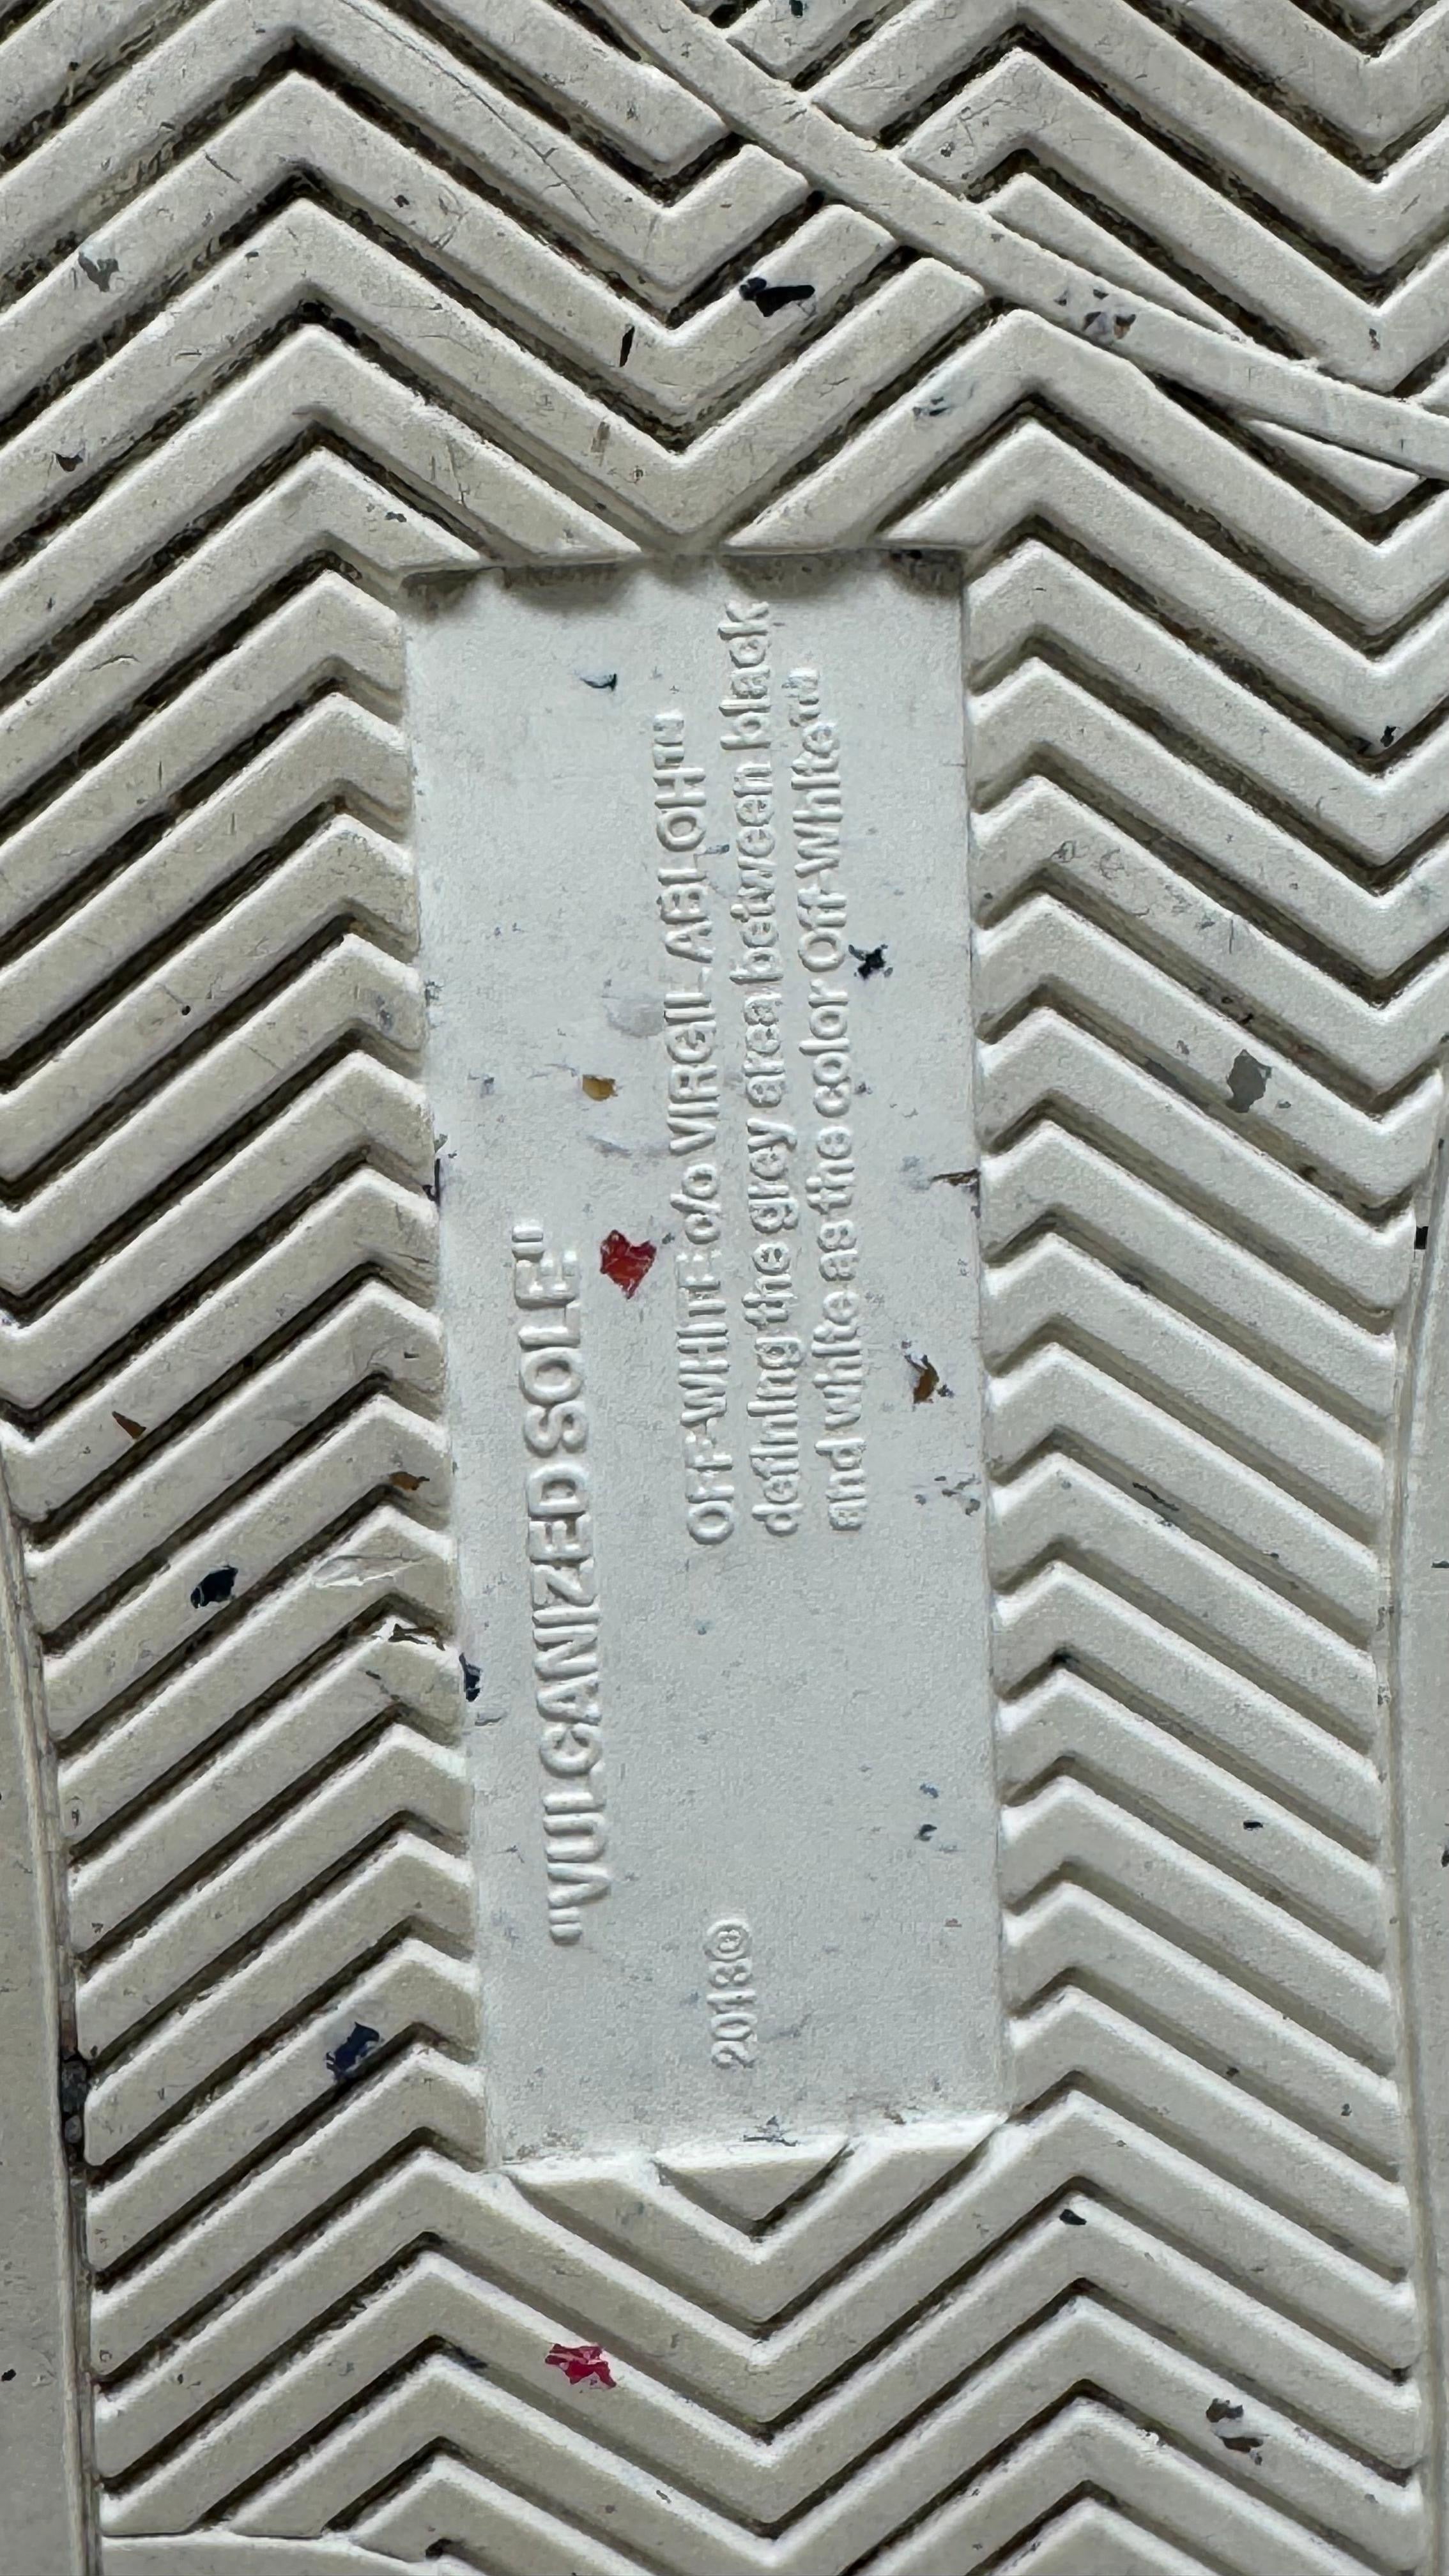 "VULCANIZED SOLE"
OFF-WHITE c/o VIRGIL ABLOH™
defining the grey area between black
and white as the color Off-White™
2013©